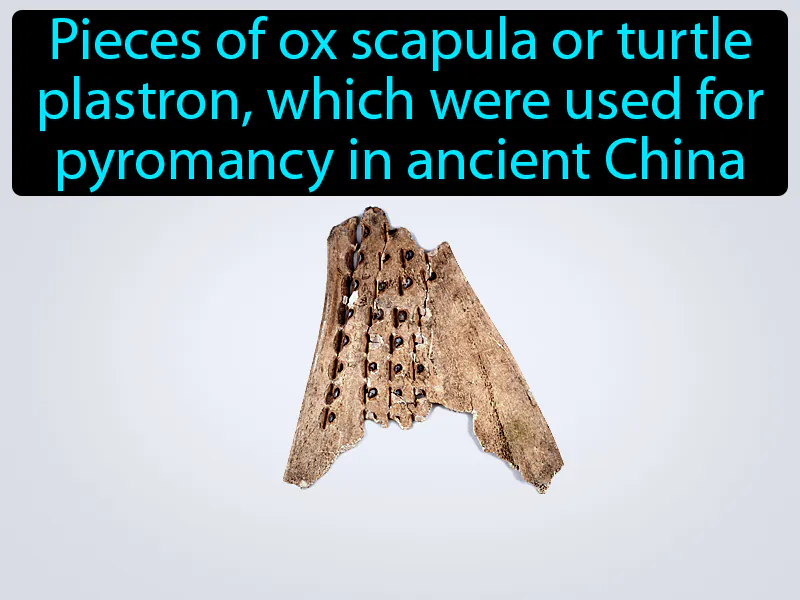 Pieces of ox scapula or turtle
plastron, which were used for
pyromancy in ancient China